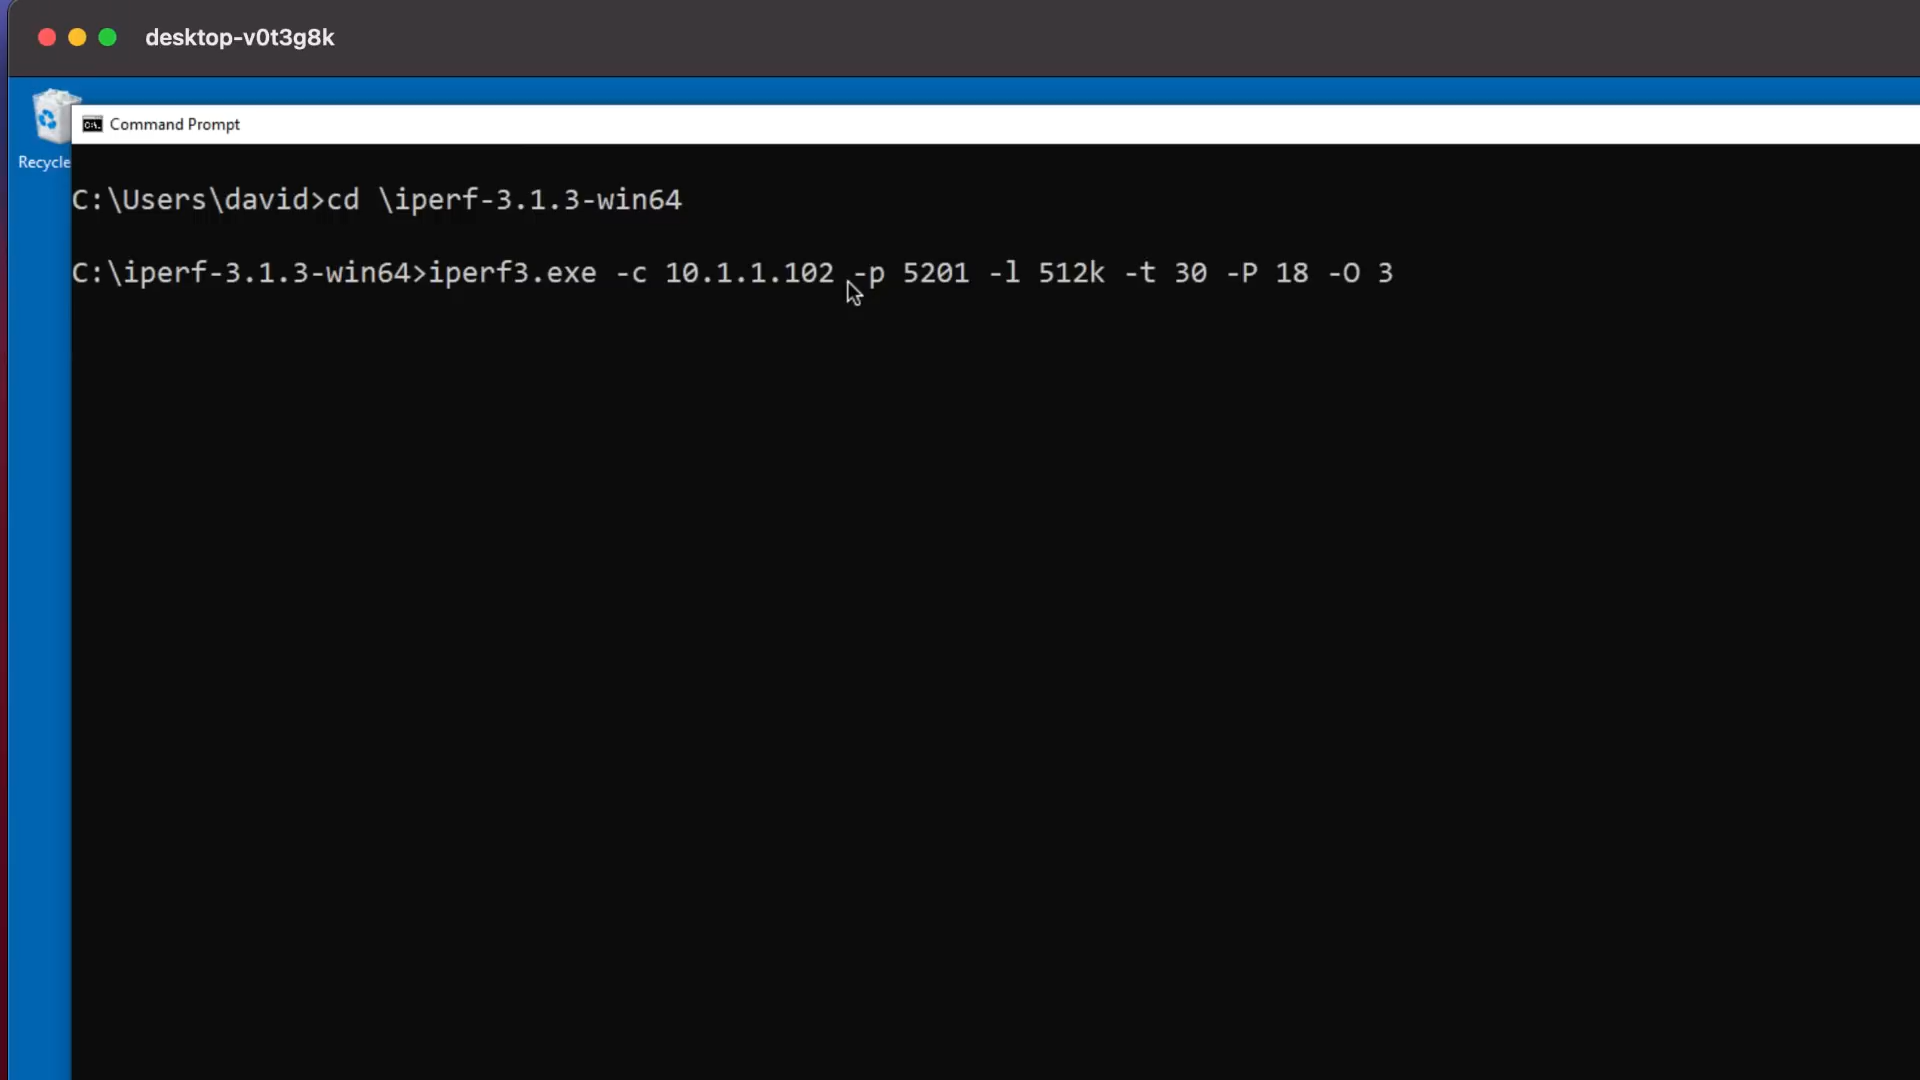 desktop-v0t3g8k
Command Prompt
Recycle
C:\Users\david>cd \iperf-3.1.3-win64
C:\iperf-3.1.3-win64>iperf3.exe -c 10.1.1.102 -p 5201 -l 512k -t 30 -P 18 -O 3